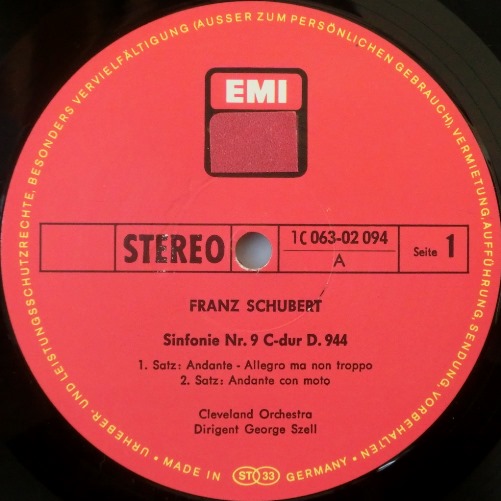 URHEBER- UND LEISTUNGSSCHUTZRECHTE, BESONDERS VERVIELFÄLTIGUNG (AUSSER ZUM PERSÖNLICHEN GEBRAUCH), VERMIETUNG, AUFFÜHRUNG, SENDUNG, VORBEHALTEN
EMI
STEREO
1C 063-02 094
A
Seite 1
FRANZ SCHUBERT
Sinfonie Nr. 9 C-dur D. 944
1. Satz: Andante - Allegro ma non troppo
2. Satz: Andante con moto
Cleveland Orchestra
Dirigent George Szell
• MADE IN ST 33 GERMANY •